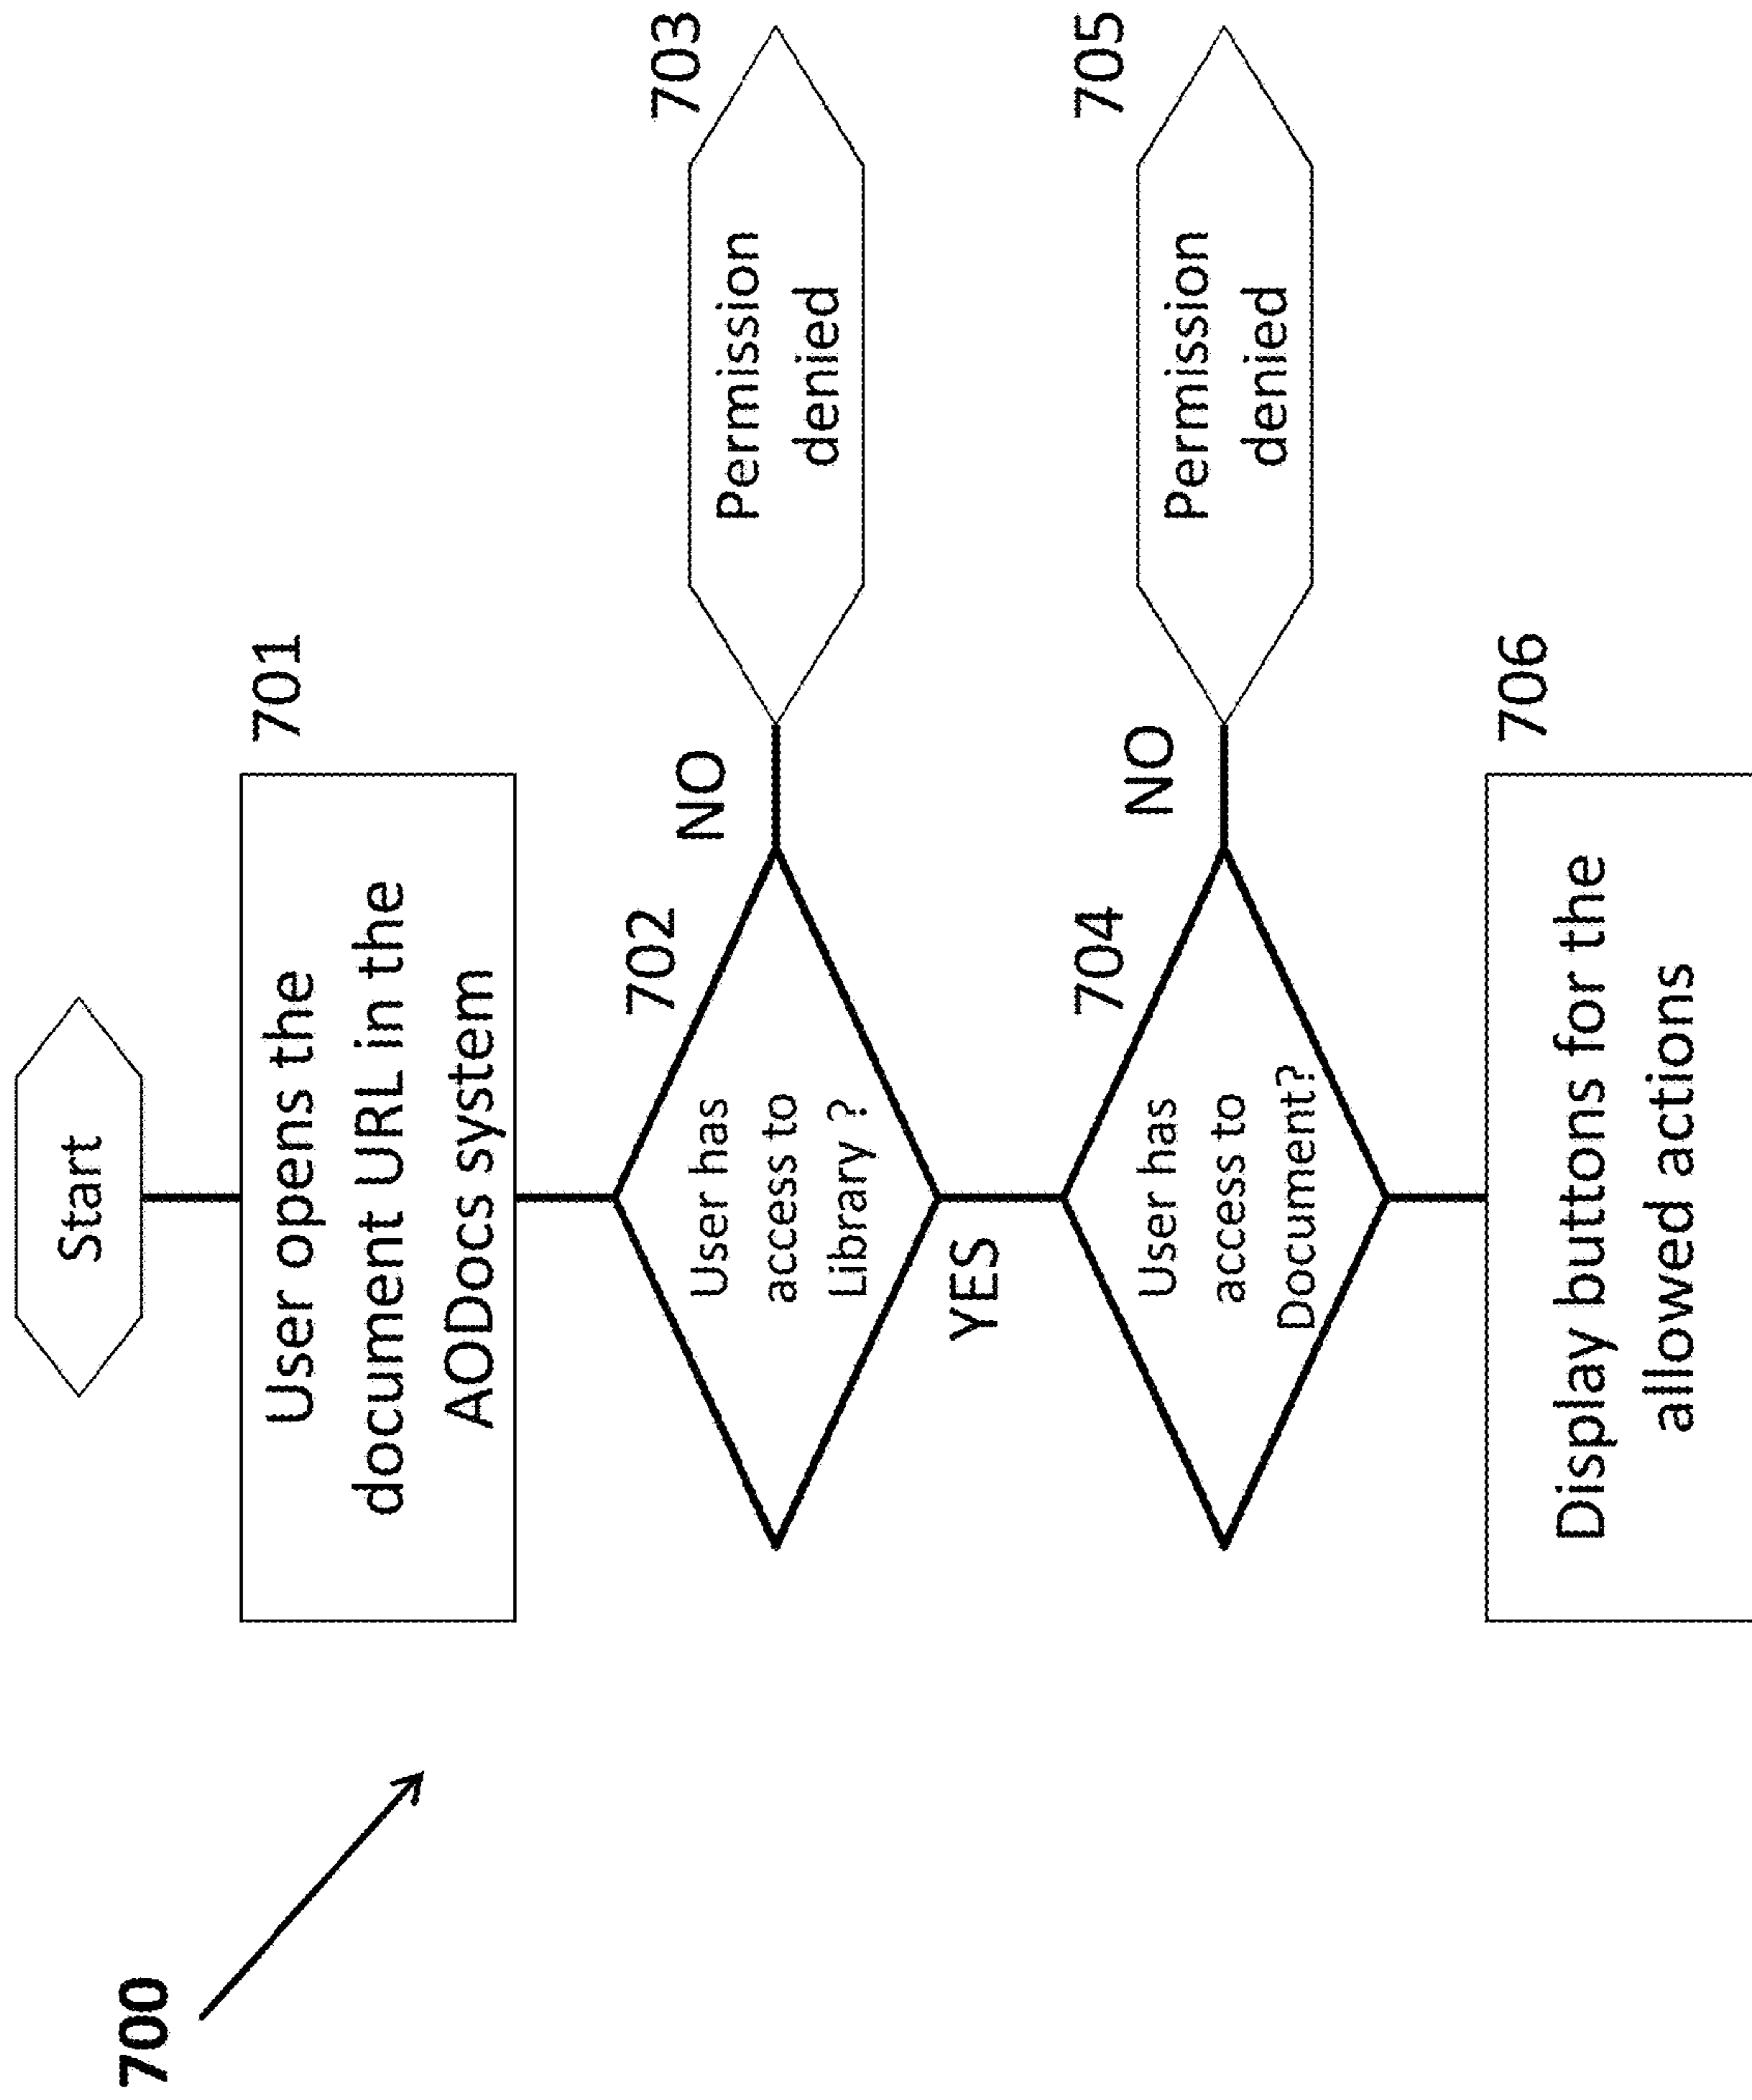 700
Start
701
User opens the
document URL in the
AODocs system
702
User has
access to
Library ?
NO
703
Permission
denied
YES
704
User has
access to
Document?
NO
705
Permission
denied
706
Display buttons for the
allowed actions